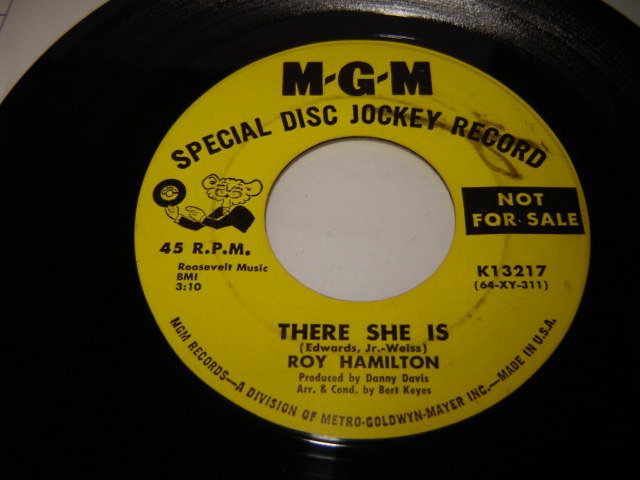 M-G-M
SPECIAL DISC JOCKEY RECORD
NOT
FOR SALE
45 R.P.M.
Roosevelt Music
BMI
3:10
K13217
(64-XY-311)
THERE SHE IS
(Edwards, Jr.-Weiss)
ROY HAMILTON
Produced by Danny Davis
Arr. & Cond. by Bert Keyes
MGM RECORDS—A DIVISION OF METRO-GOLDWYN-MAYER INC.—MADE IN U.S.A.